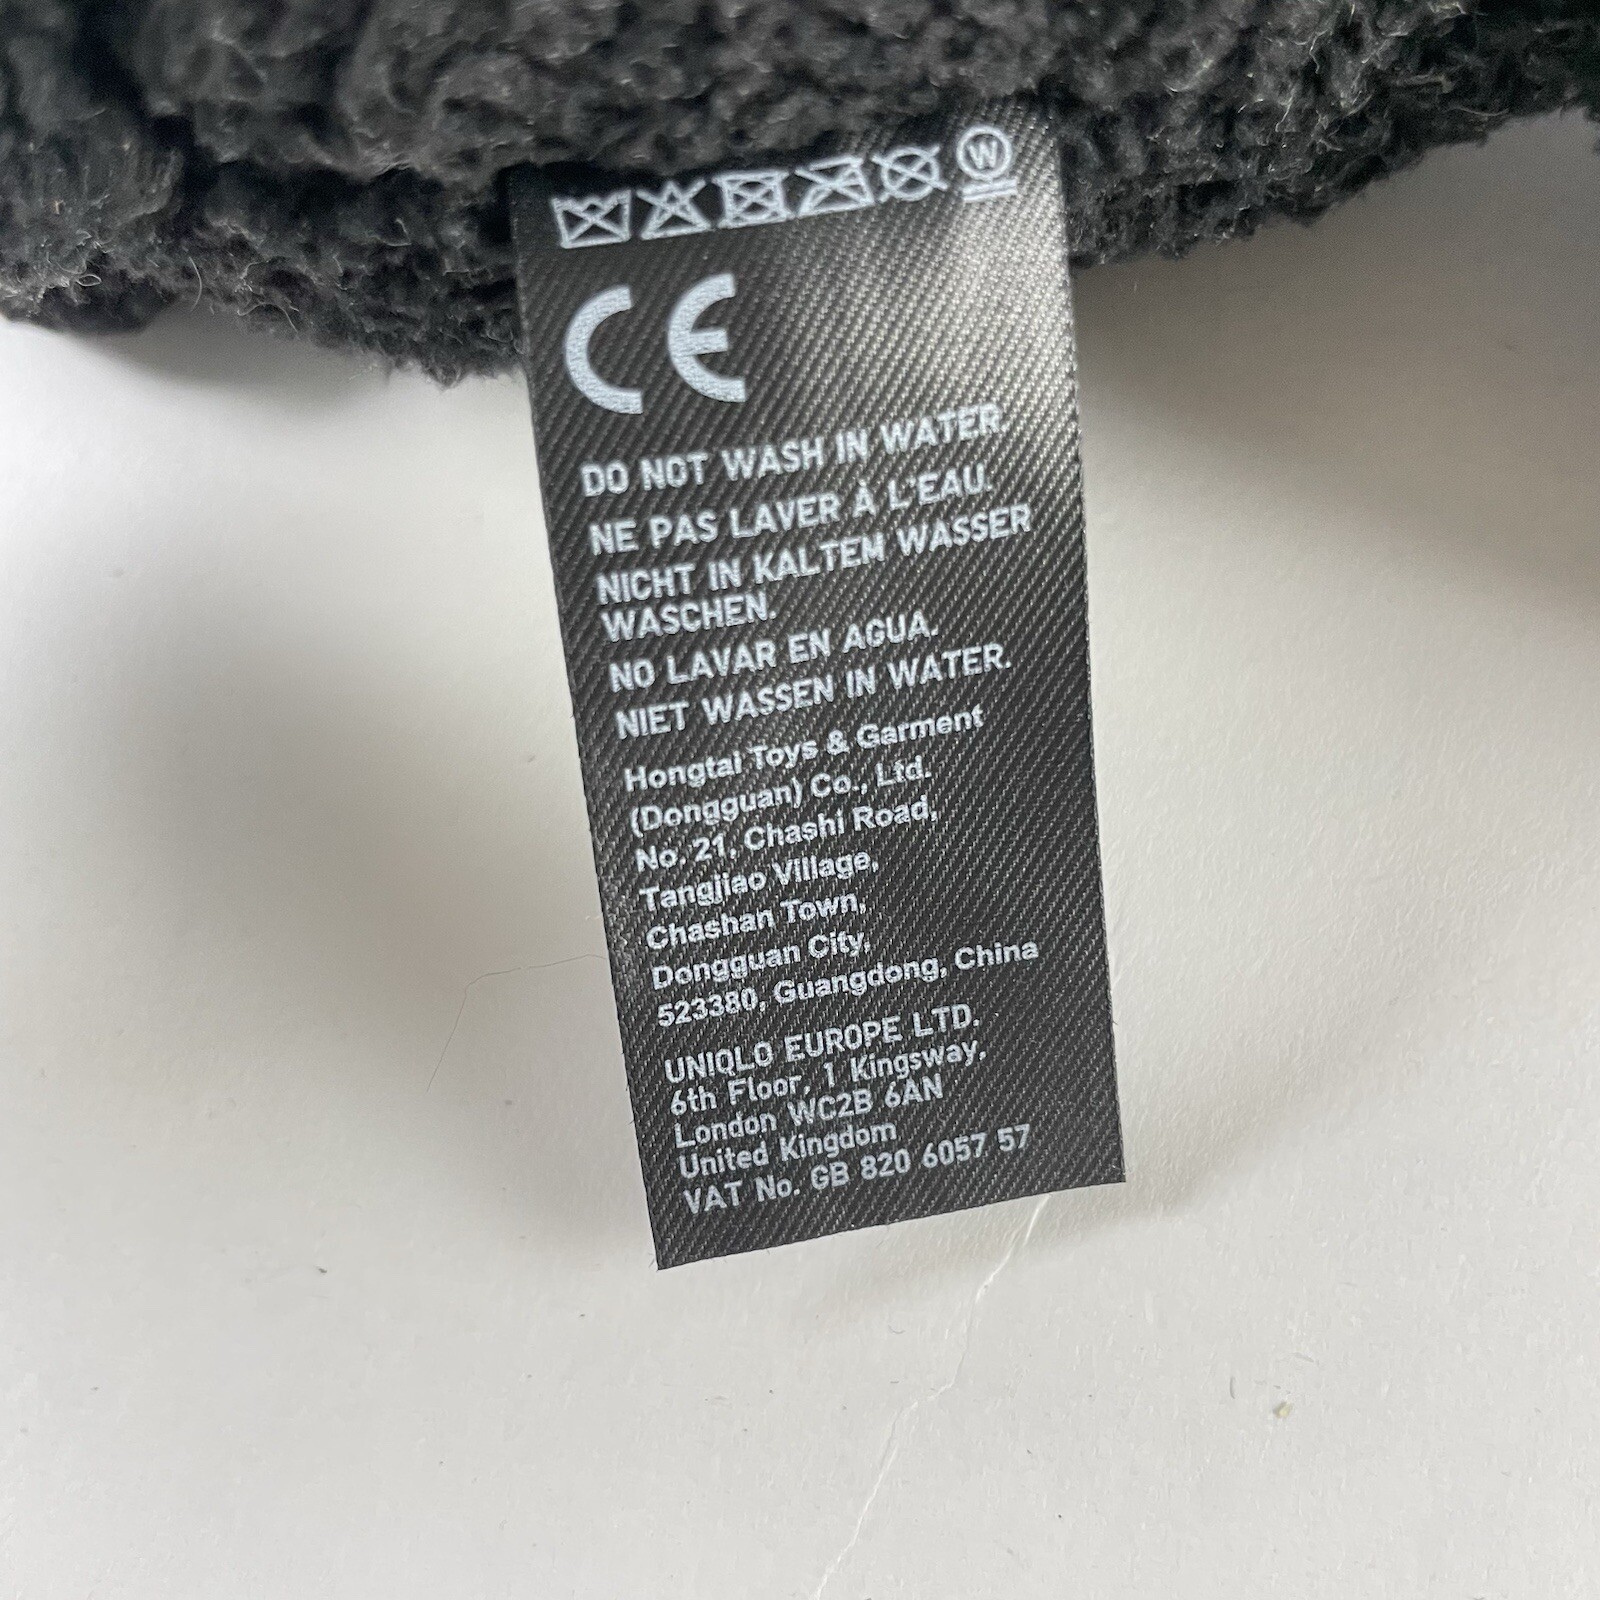 W
CE
DO NOT WASH IN WATER.
NE PAS LAVER À L'EAU.
NICHT IN KALTEM WASSER
WASCHEN.
NO LAVAR EN AGUA.
NIET WASSEN IN WATER.
Hongtai Toys & Garment
(Dongguan) Co., Ltd.
No. 21, Chashi Road,
Tangjiao Village,
Chashan Town,
Dongguan City,
523380, Guangdong, China
UNIQLO EUROPE LTD.
6th Floor, 1 Kingsway,
London WC2B 6AN
United Kingdom
VAT No. GB 820 6057 57